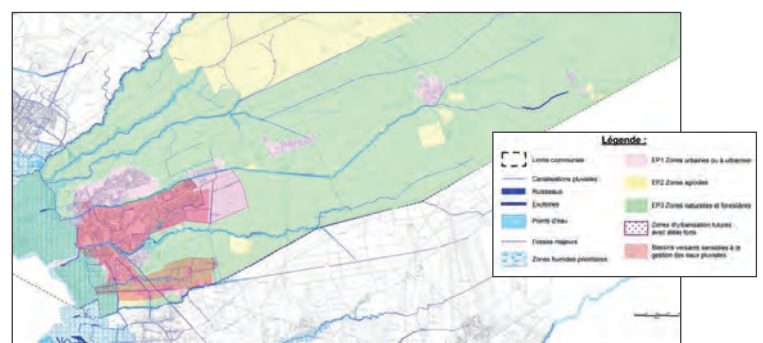 Légende :
Limite communale
Canalisations pluviales
Ruisseaux
Exutoires
Points d'eau
Fossés majeurs
Zones humides prioritaires
EP1 Zones urbaines ou à urbaniser
EP2 Zones agricoles
EP3 Zones naturelles et forestières
Zones d'urbanisation futures
avec aléas forts
Bassins versants sensibles à la
gestion des eaux pluviales